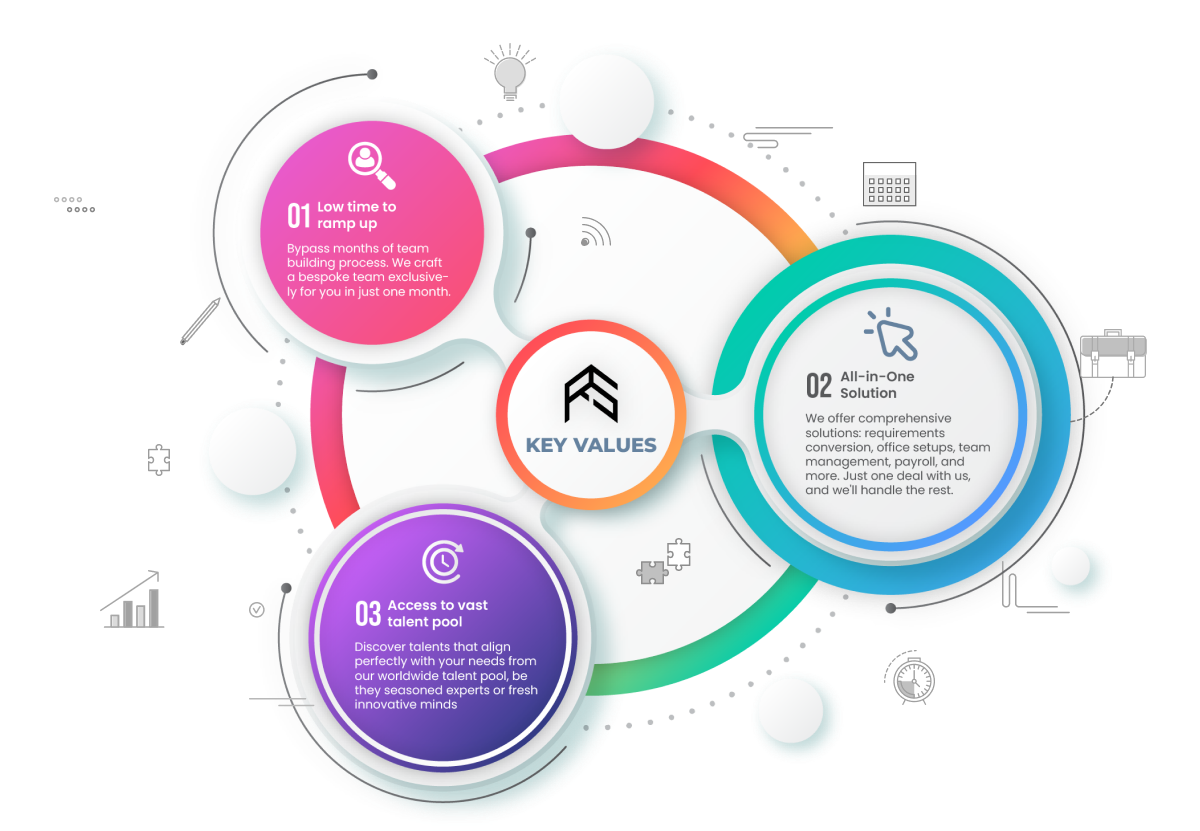 01
Low time to
ramp up
Bypass months of team
building process. We craft
a bespoke team exclusive-
ly for you in just one month.
KEY VALUES
02
All-in-One
Solution
We offer comprehensive
solutions: requirements
conversion, office setups, team
management, payroll, and
more. Just one deal with us,
and we'll handle the rest.
03
Access to vast
talent pool
Discover talents that align
perfectly with your needs from
our worldwide talent pool, be
they seasoned experts or fresh
innovative minds